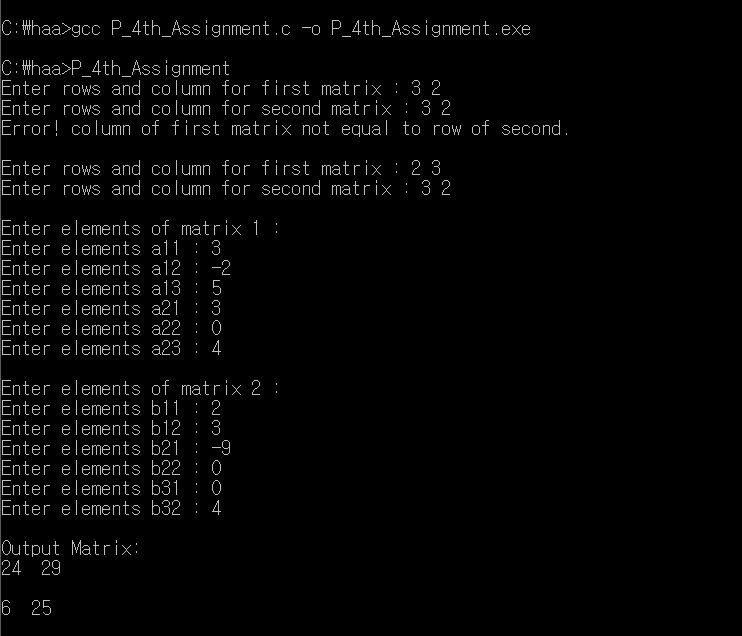 C:₩haa>gcc P_4th_Assignment.c -o P_4th_Assignment.exe
C:₩haa>P_4th_Assignment
Enter rows and column for first matrix : 3 2
Enter rows and column for second matrix : 3 2
Error! column of first matrix not equal to row of second.
Enter rows and column for first matrix : 2 3
Enter rows and column for second matrix : 3 2
Enter elements of matrix 1 :
Enter elements a11 : 3
Enter elements a12 : -2
Enter elements a13 : 5
Enter elements a21 : 3
Enter elements a22 : 0
Enter elements a23 : 4
Enter elements of matrix 2 :
Enter elements b11 : 2
Enter elements b12 : 3
Enter elements b21 : -9
Enter elements b22 : 0
Enter elements b31 : 0
Enter elements b32 : 4
Output Matrix:
24  29
6  25